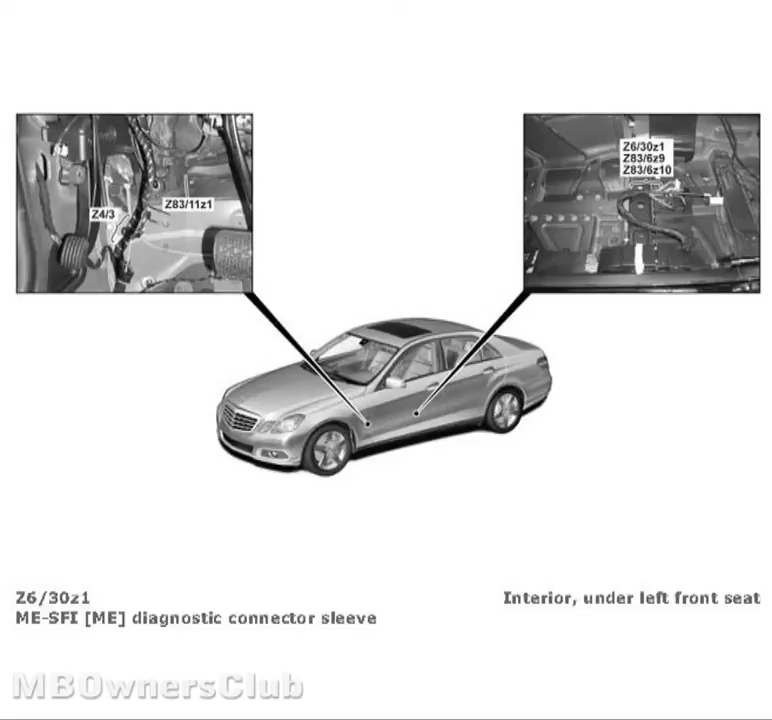 Z4/3
Z83/11z1
Z6/30z1
Z83/6z9
Z83/6z10
Z6/30z1
ME-SFI [ME] diagnostic connector sleeve
Interior, under left front seat
MBOwnersClub